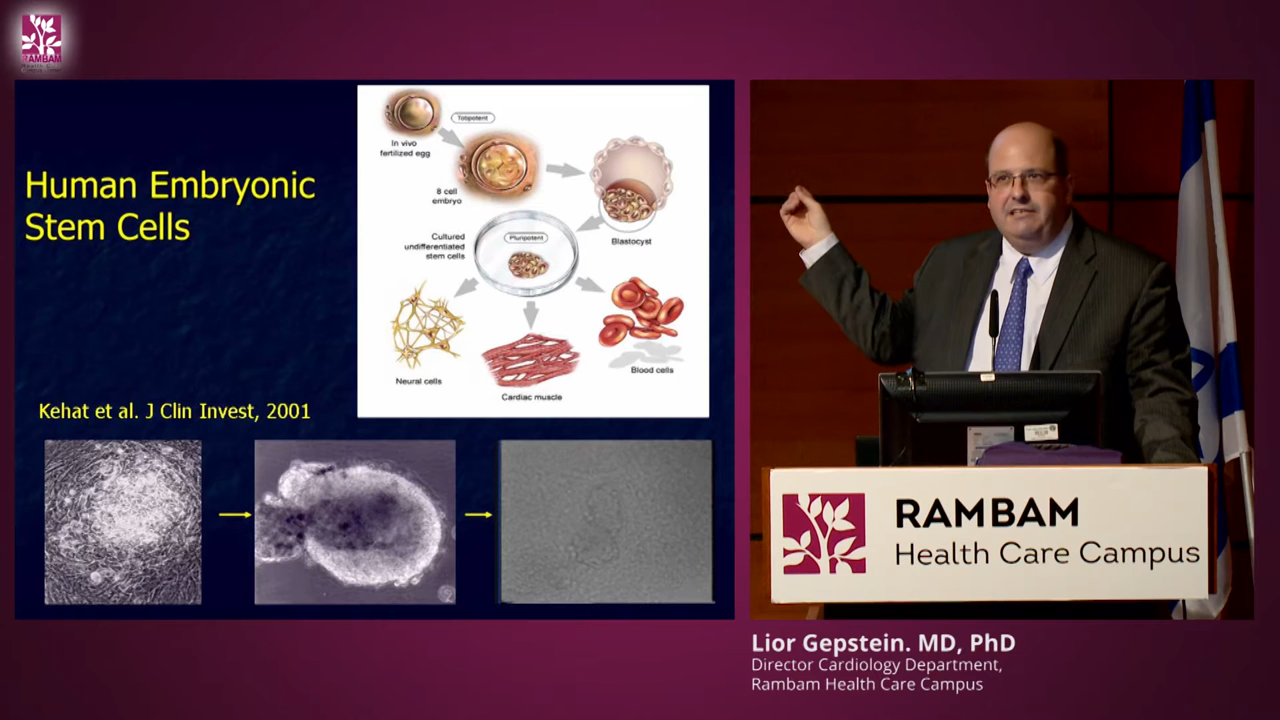 RAMBAM
Human Embryonic
Stem Cells
Totipotent
In vivo
fertilized egg
8 cell
embryo
Blastocyst
Cultured
undifferentiated
stem cells
Pluripotent
Neural cells
Cardiac muscle
Blood cells
Kehat et al. J Clin Invest, 2001
RAMBAM
Health Care Campus
Lior Gepstein. MD, PhD
Director Cardiology Department,
Rambam Health Care Campus